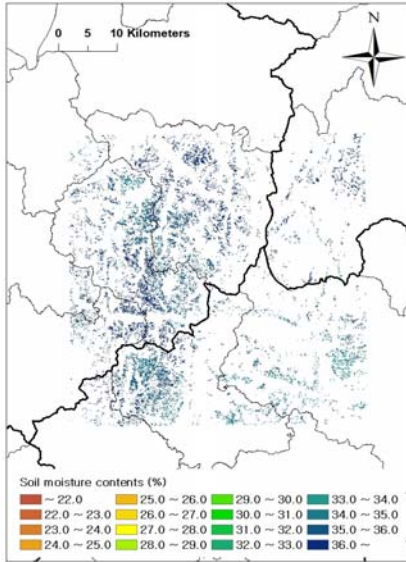 N
0 5 10 Kilometers
Soil moisture contents (%)
~ 22.0 25.0 ~ 26.0 29.0 ~ 30.0 33.0 ~ 34.0
22.0 ~ 23.0 26.0 ~ 27.0 30.0 ~ 31.0 34.0 ~ 35.0
23.0 ~ 24.0 27.0 ~ 28.0 31.0 ~ 32.0 35.0 ~ 36.0
24.0 ~ 25.0 28.0 ~ 29.0 32.0 ~ 33.0 36.0 ~